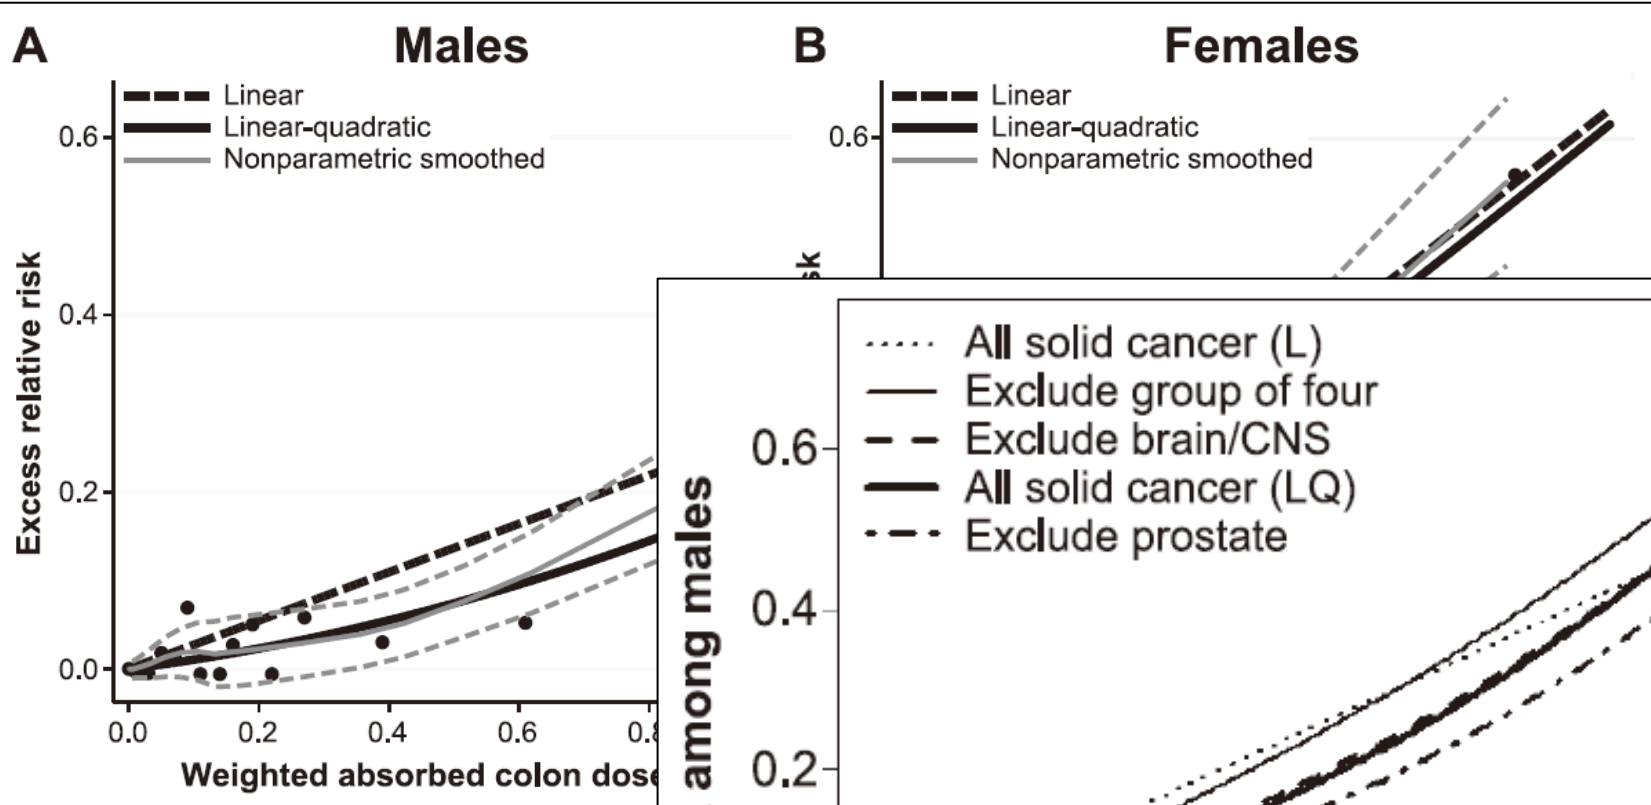 A
Males
Linear
Linear-quadratic
Nonparametric smoothed
0.6
0.4
0.2
0.0
Excess relative risk
0.0 0.2 0.4 0.6
Weighted absorbed colon dose
B
Females
Linear
Linear-quadratic
Nonparametric smoothed
0.6
All solid cancer (L)
Exclude group of four
Exclude brain/CNS
All solid cancer (LQ)
Exclude prostate
0.6
0.4
0.2
among males